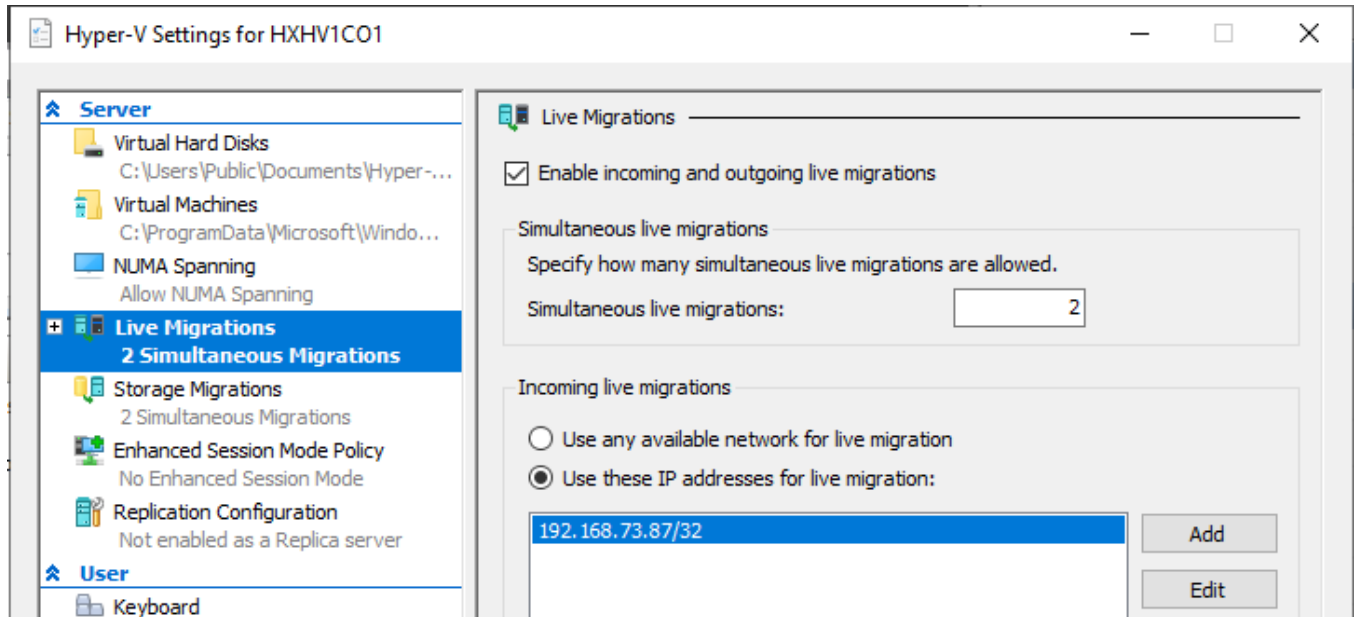 Hyper-V Settings for HXHV1CO1
Server
Virtual Hard Disks
C:\Users\Public\Documents\Hyper-...
Virtual Machines
C:\ProgramData\Microsoft\Windo...
NUMA Spanning
Allow NUMA Spanning
Live Migrations
2 Simultaneous Migrations
Storage Migrations
2 Simultaneous Migrations
Enhanced Session Mode Policy
No Enhanced Session Mode
Replication Configuration
Not enabled as a Replica server
User
Keyboard
Live Migrations
Enable incoming and outgoing live migrations
Simultaneous live migrations
Specify how many simultaneous live migrations are allowed.
Simultaneous live migrations: 2
Incoming live migrations
Use any available network for live migration
Use these IP addresses for live migration:
192.168.73.87/32
Add
Edit